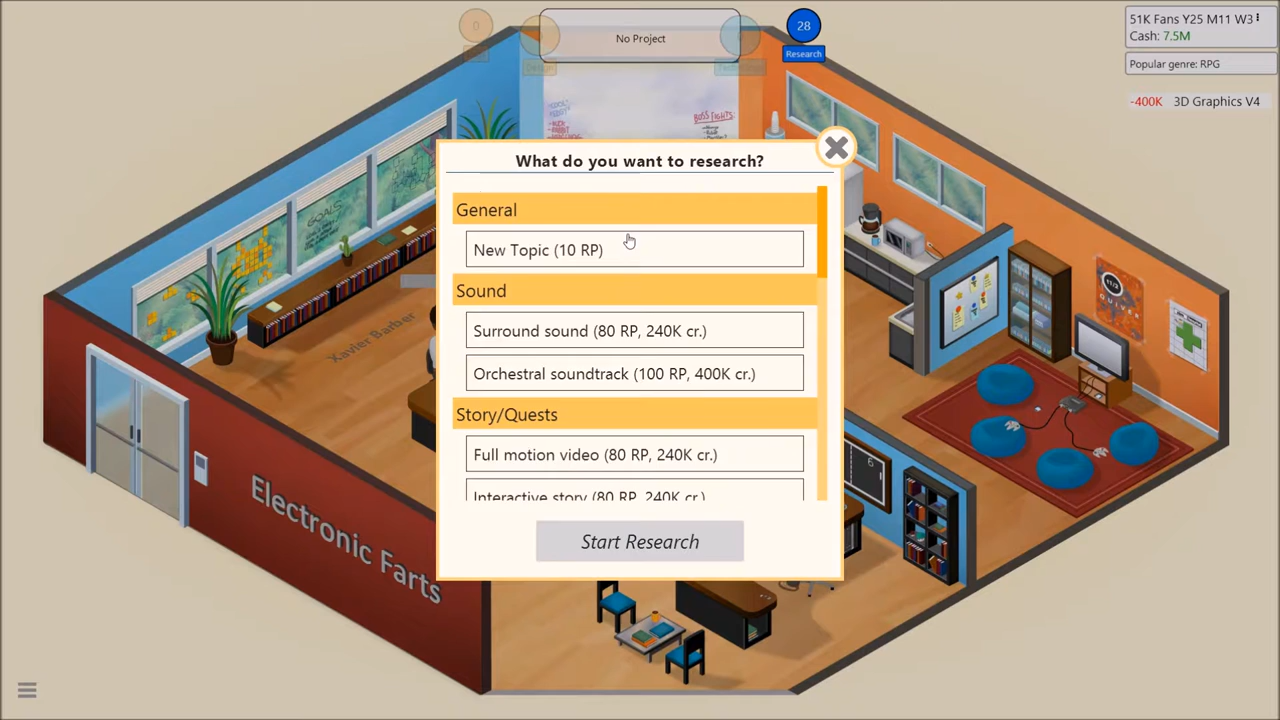 28
Research
No Project
51K Fans Y25 M11 W3
Cash: 7.5M
Popular genre: RPG
-400K 3D Graphics V4
BOSS FIGHTS:
GOALS
What do you want to research?
General
New Topic (10 RP)
Sound
Surround sound (80 RP, 240K cr.)
Orchestral soundtrack (100 RP, 400K cr.)
Story/Quests
Full motion video (80 RP, 240K cr.)
Interactive story (80 RP, 240K cr.)
Start Research
Xavier Barber
Electronic Farts
6